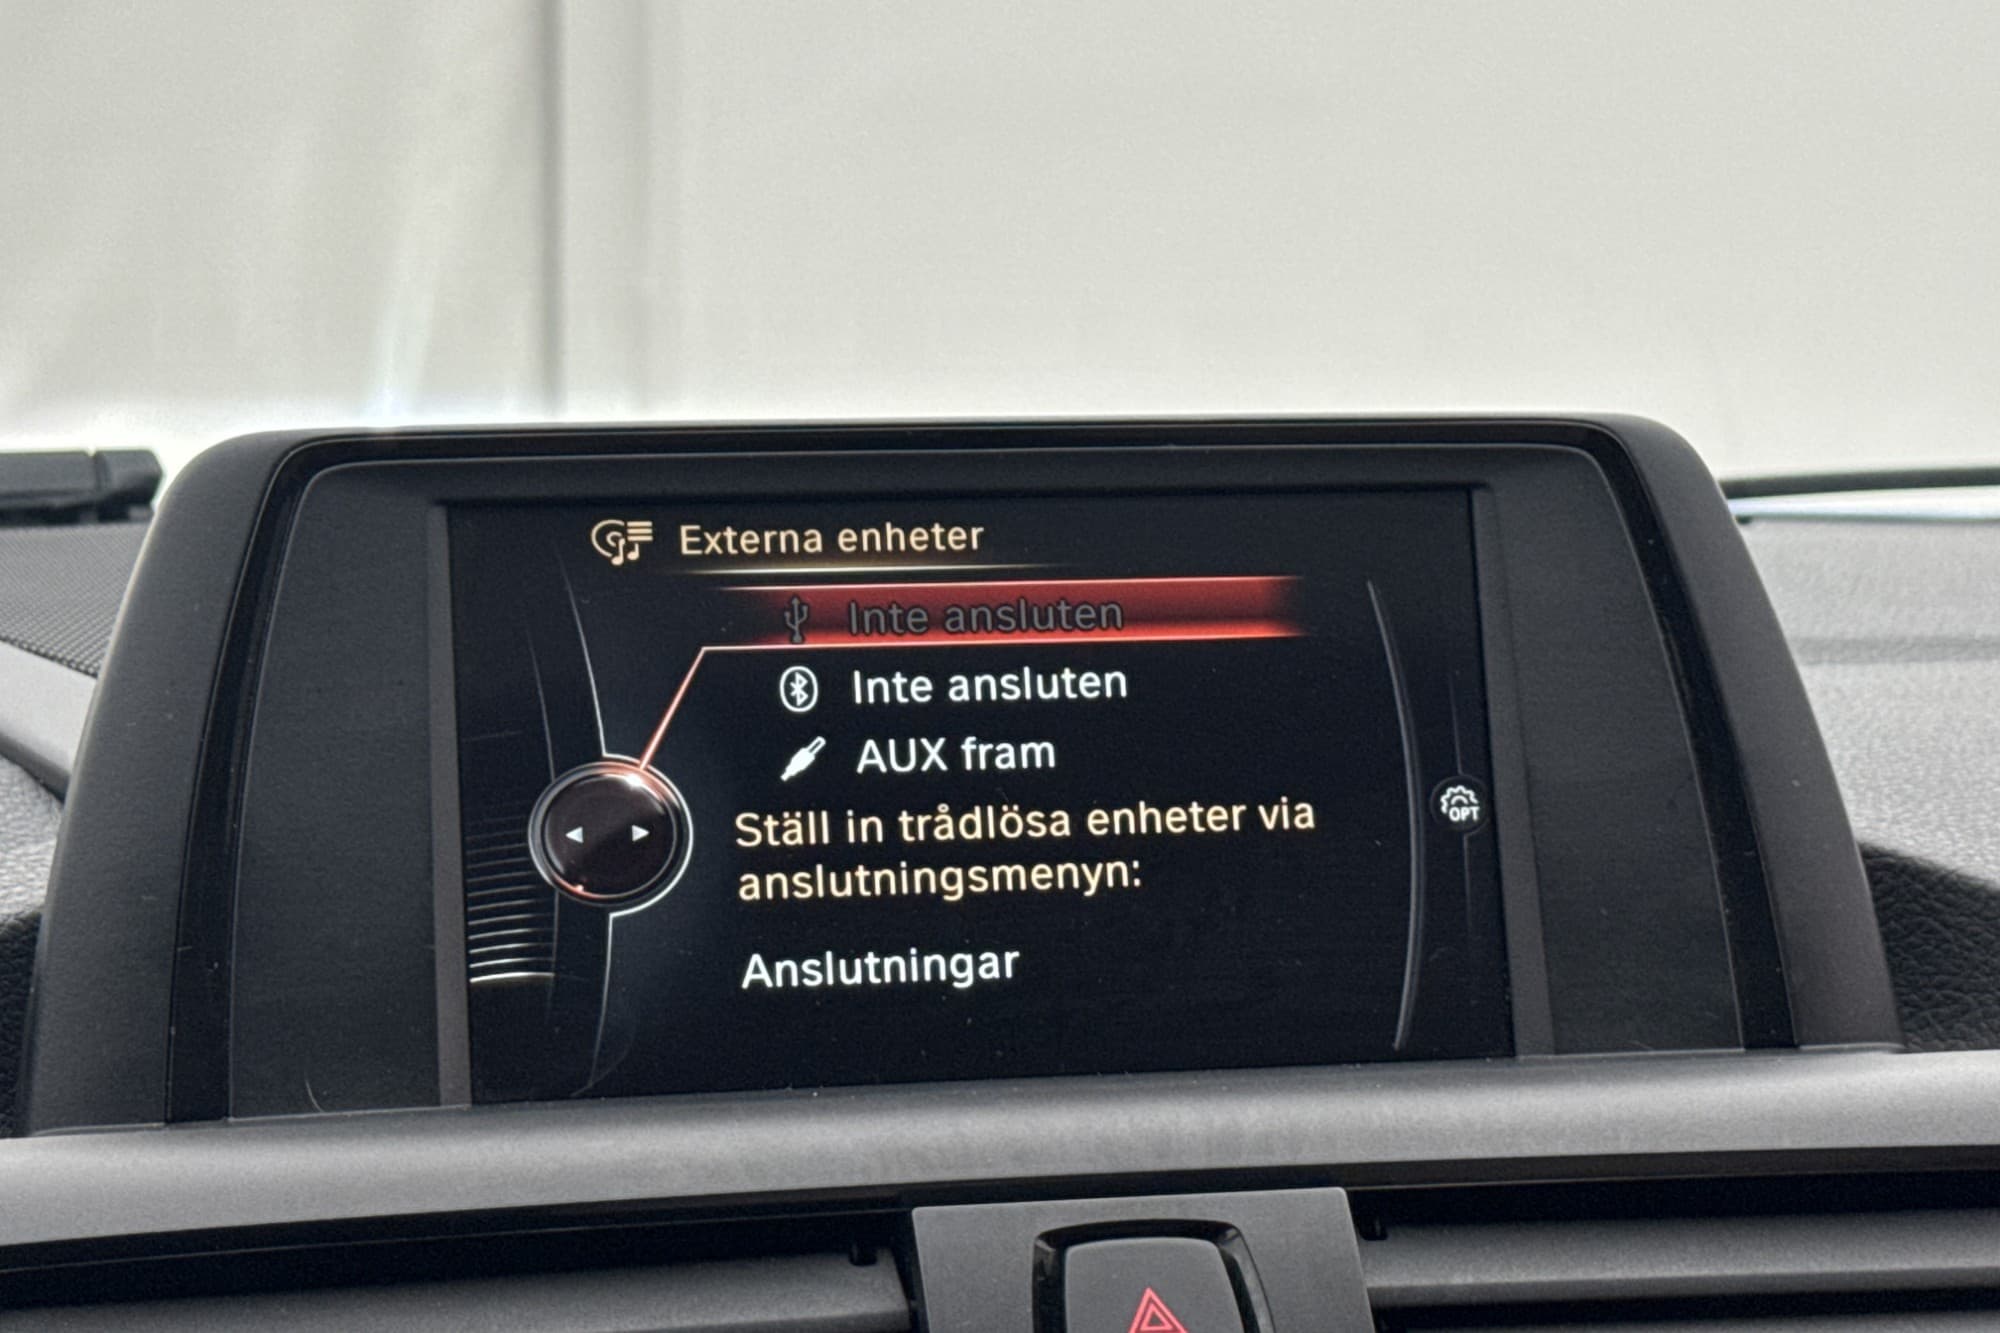 Externa enheter
Inte ansluten
Inte ansluten
AUX fram
Ställ in trådlösa enheter via
anslutningsmenyn:
Anslutningar
OPT